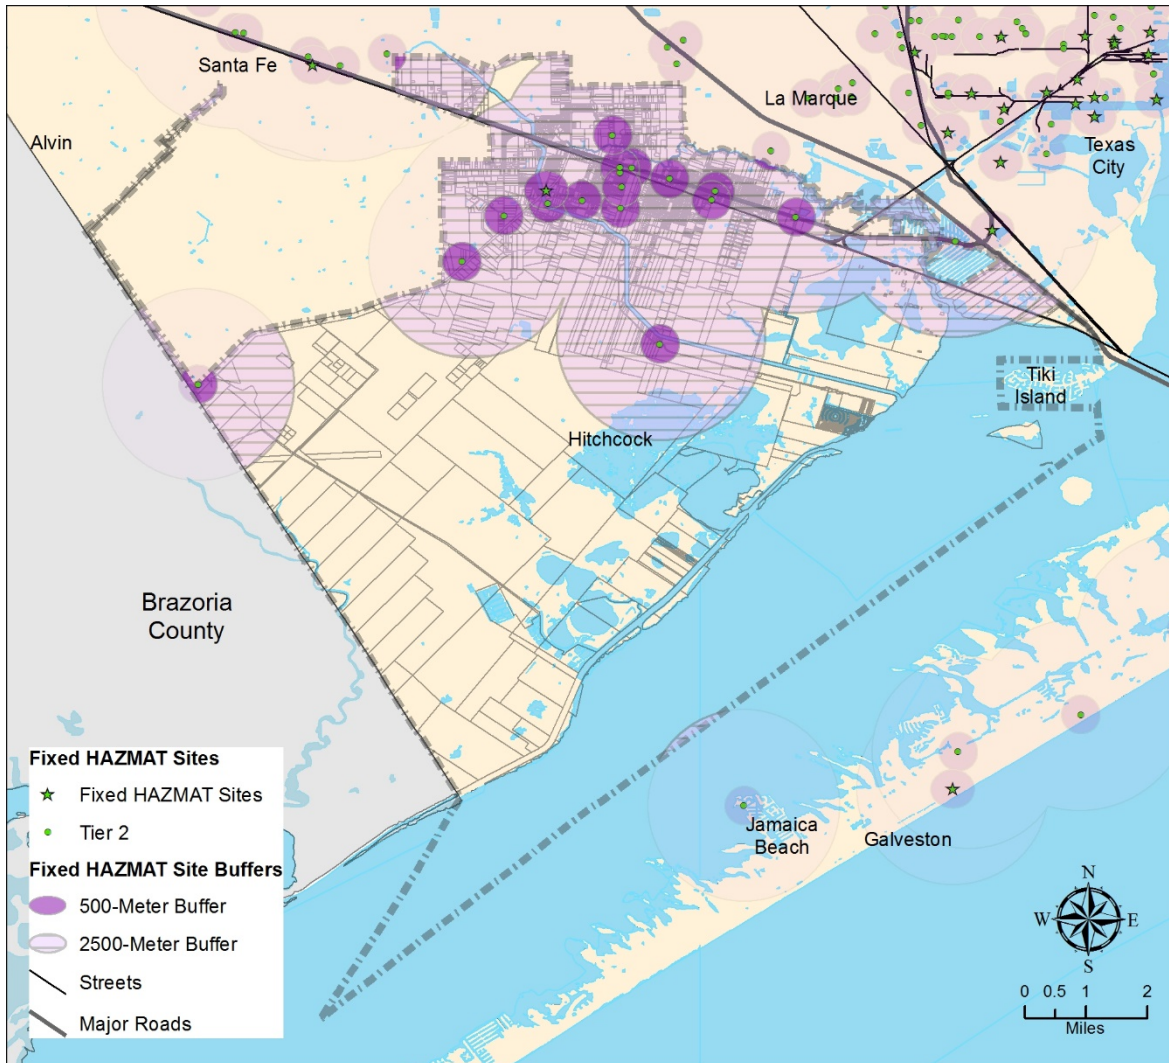 Santa Fe
Alvin
La Marque
Texas
City
Tiki
Island
Hitchcock
Brazoria
County
Jamaica
Beach
Galveston
Fixed HAZMAT Sites
Fixed HAZMAT Sites
Tier 2
Fixed HAZMAT Site Buffers
500-Meter Buffer
2500-Meter Buffer
Streets
Major Roads
N
W E
S
0 0.5 1 2
Miles